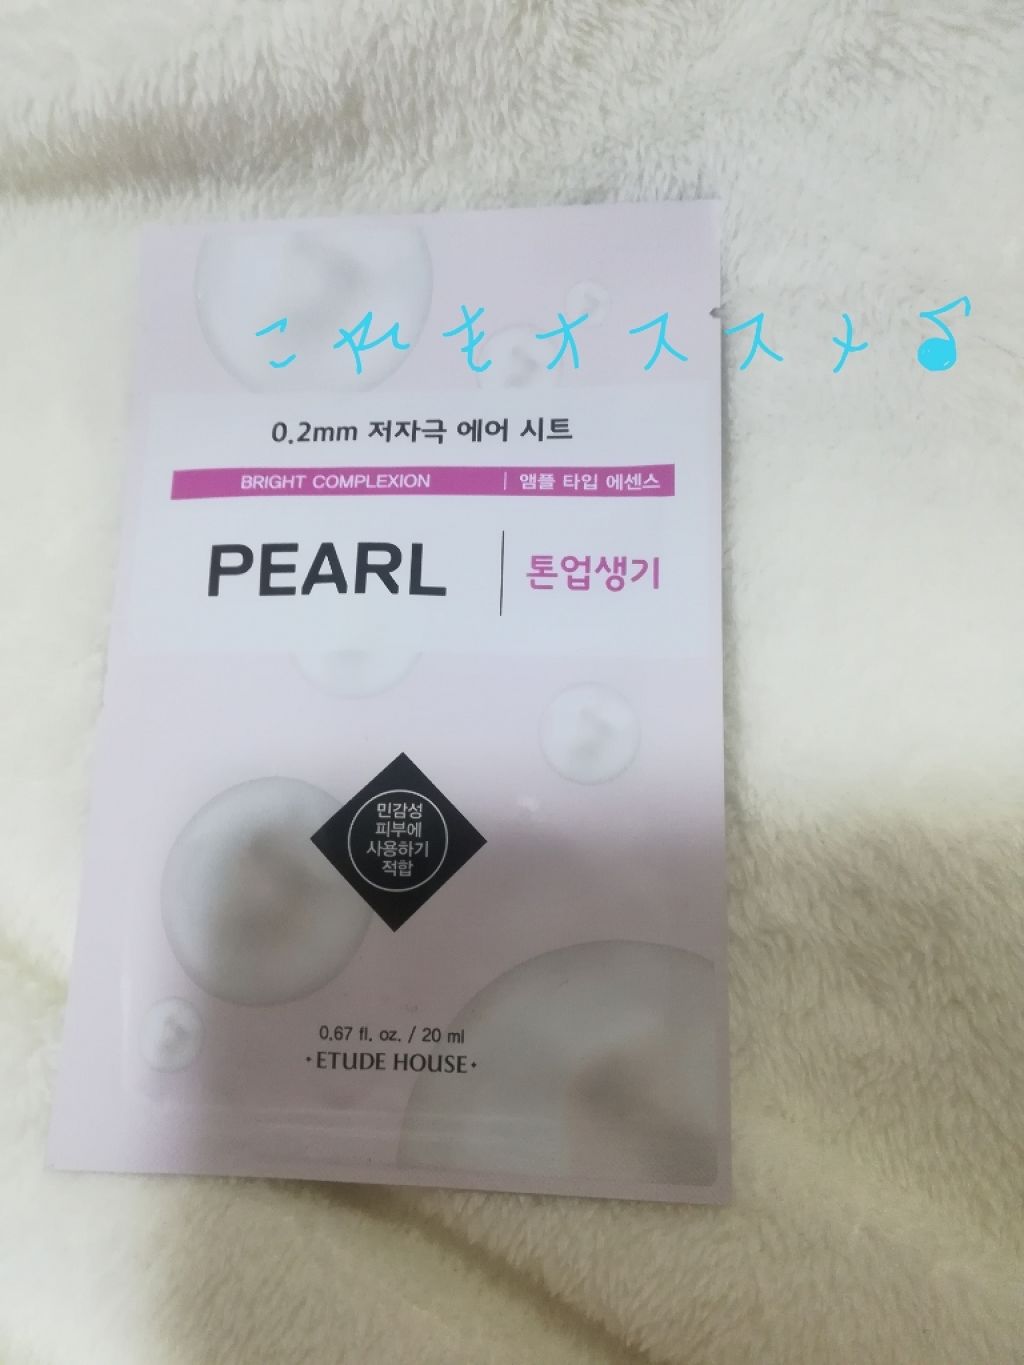 これもオススメ♪
0.2mm 저자극 에어 시트
BRIGHT COMPLEXION | 앰플 타입 에센스
PEARL | 톤업생기
민감성
피부에
사용하기
적합
0.67 fl. oz. / 20 ml
·ETUDE HOUSE·